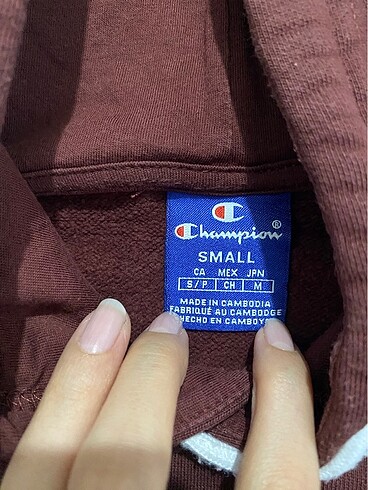 Champion®
SMALL
CA MEX JPN
S/P CH M
MADE IN CAMBODIA
FABRIQUÉ AU CAMBODGE
HECHO EN CAMBOYA